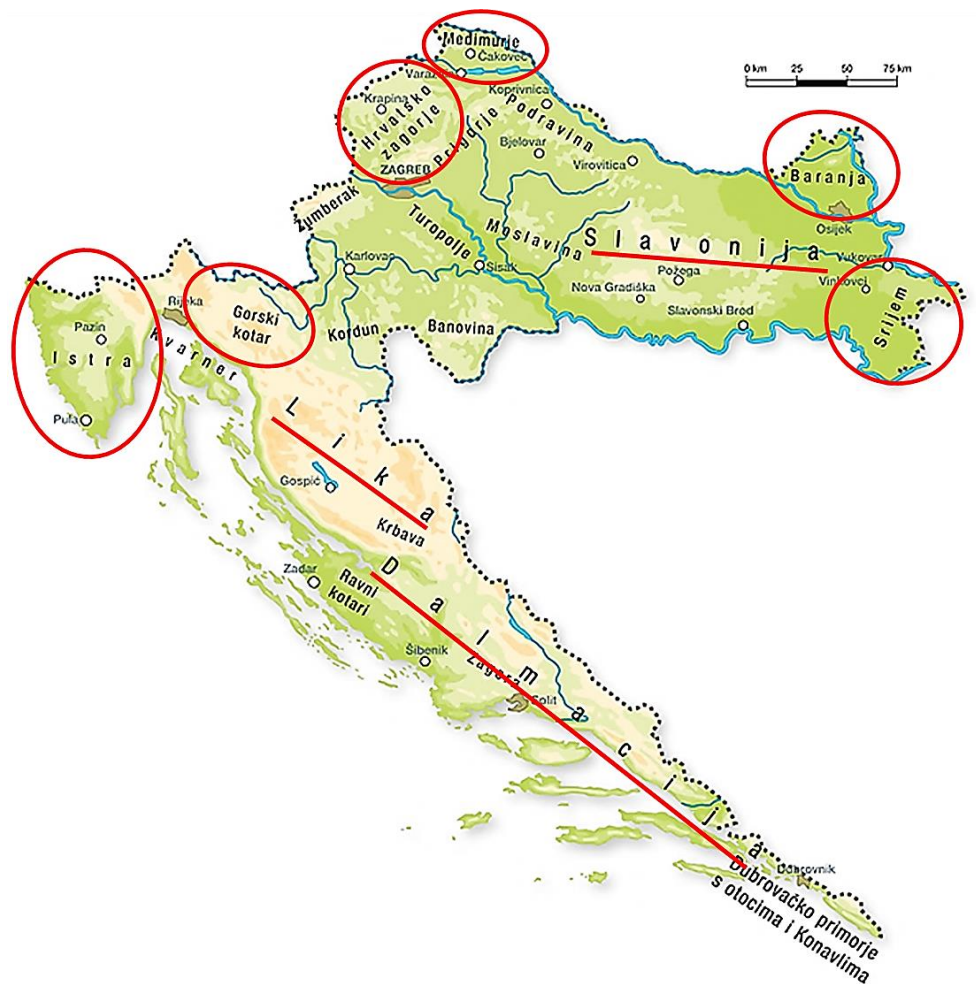 Međimurje
Čakovec
Varaždin
0 km 25 50 75
Krapina
Koprivnica
Hrvatsko
zagorje
Prigorje
Podravina
Bjelovar
Virovitica
ZAGREB
Baranja
Osijek
Žumberak
Turopolje
Moslavina
Slavonija
Vukovar
Karlovac
Sisak
Požega
Vinkovci
Nova Gradiška
Slavonski Brod
Srijem
Rijeka
Gorski
kotar
Pazin
Istra
Kvarner
Kordun
Banovina
Pula
Lika
Gospić
Krbava
Dalmacija
Zadar
Ravni
kotari
Šibenik
Zagora
Split
Dubrovnik
Dubrovačko primorje
s otocima i Konavlima